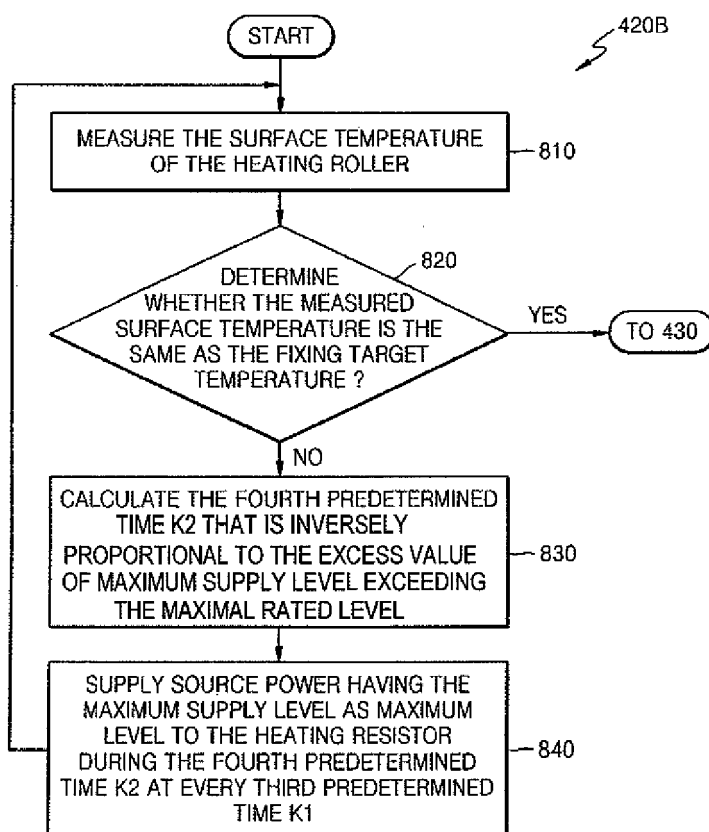 START
420B
MEASURE THE SURFACE TEMPERATURE
OF THE HEATING ROLLER
810
820
DETERMINE
WHETHER THE MEASURED
SURFACE TEMPERATURE IS THE
SAME AS THE FIXING TARGET
TEMPERATURE ?
YES
TO 430
NO
CALCULATE THE FOURTH PREDETERMINED
TIME K2 THAT IS INVERSELY
PROPORTIONAL TO THE EXCESS VALUE
OF MAXIMUM SUPPLY LEVEL EXCEEDING
THE MAXIMAL RATED LEVEL
830
SUPPLY SOURCE POWER HAVING THE
MAXIMUM SUPPLY LEVEL AS MAXIMUM
LEVEL TO THE HEATING RESISTOR
DURING THE FOURTH PREDETERMINED
TIME K2 AT EVERY THIRD PREDETERMINED
TIME K1
840